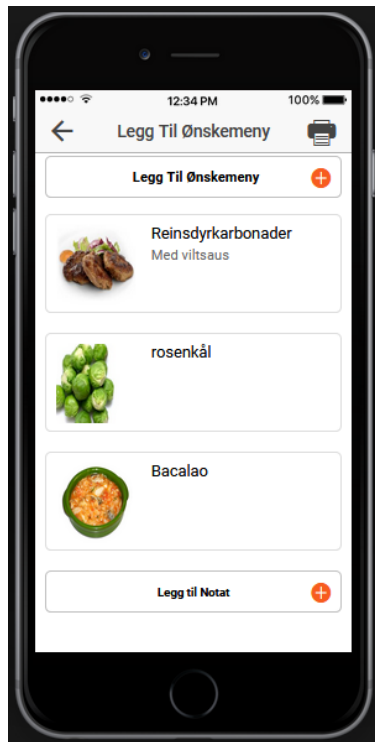 12:34 PM
100%
Legg Til Ønskemeny
Legg Til Ønskemeny
Reinsdyrkarbonader
Med viltsaus
rosenkål
Bacalao
Legg til Notat